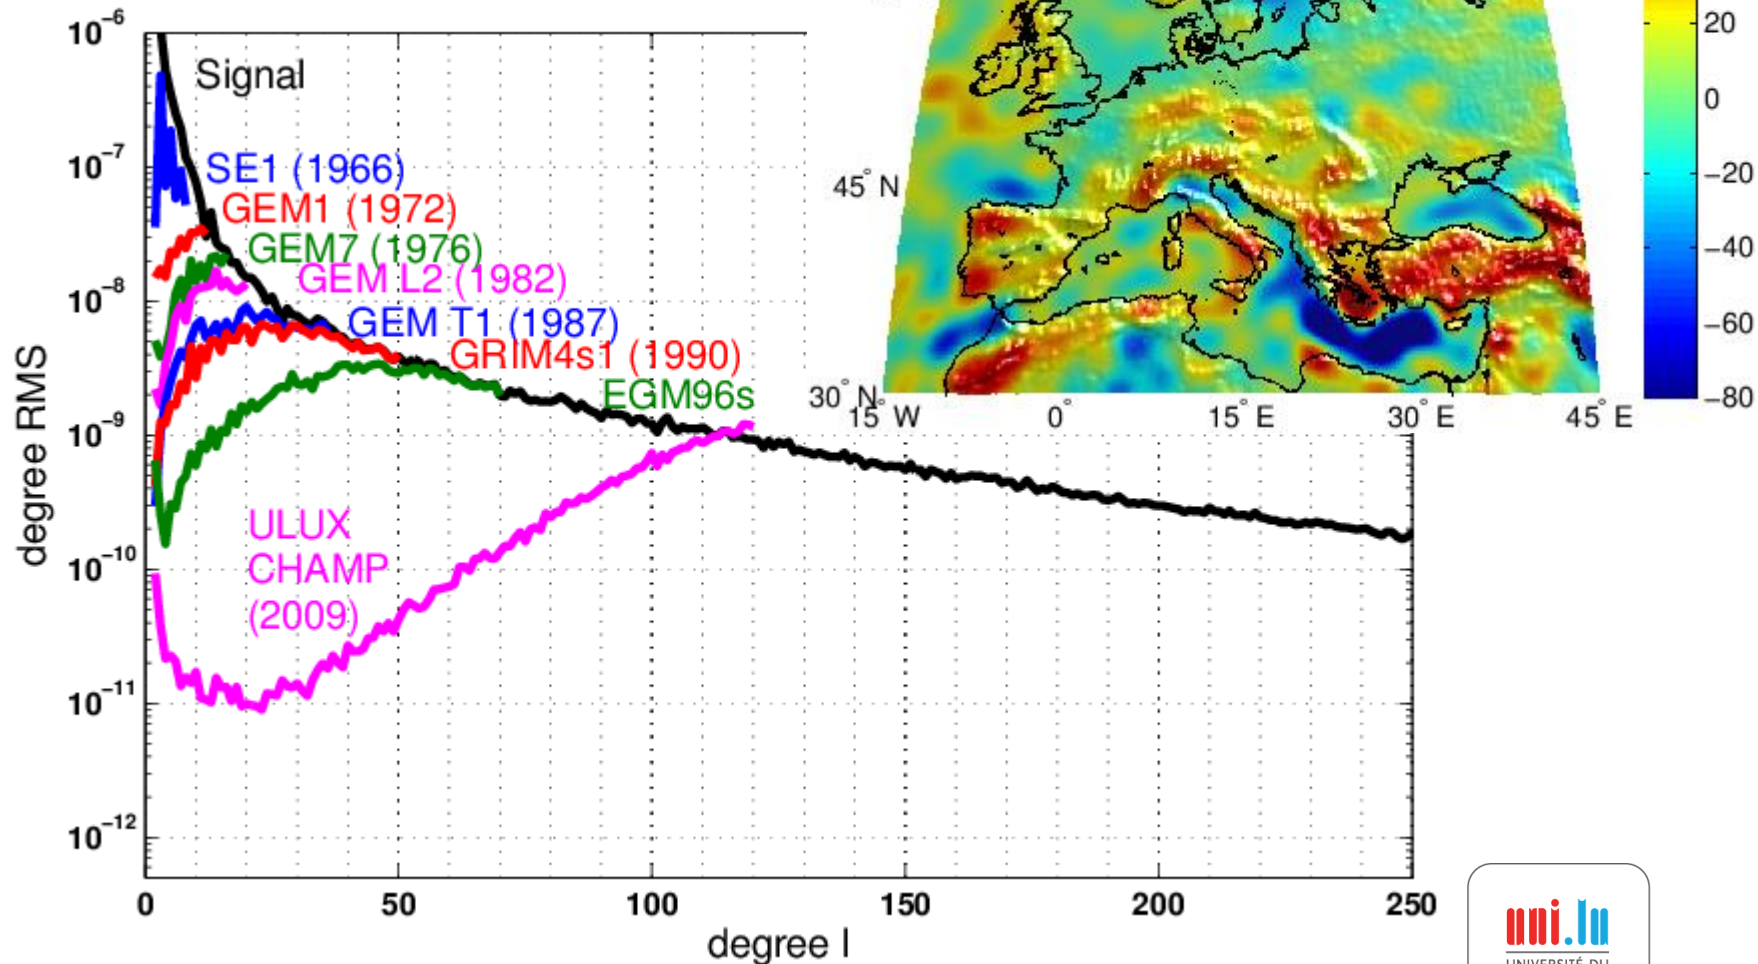 10⁻⁶
10⁻⁷
10⁻⁸
10⁻⁹
10⁻¹⁰
10⁻¹¹
10⁻¹²
degree RMS
Signal
SE1 (1966)
GEM1 (1972)
GEM7 (1976)
GEM L2 (1982)
GEM T1 (1987)
GRIM4s1 (1990)
EGM96s
ULUX
CHAMP
(2009)
0 50 100 150 200 250
degree l
45° N
30° N
15° W 0° 15° E 30° E 45° E
20
0
−20
−40
−60
−80
uni.lu
UNIVERSITÉ DU